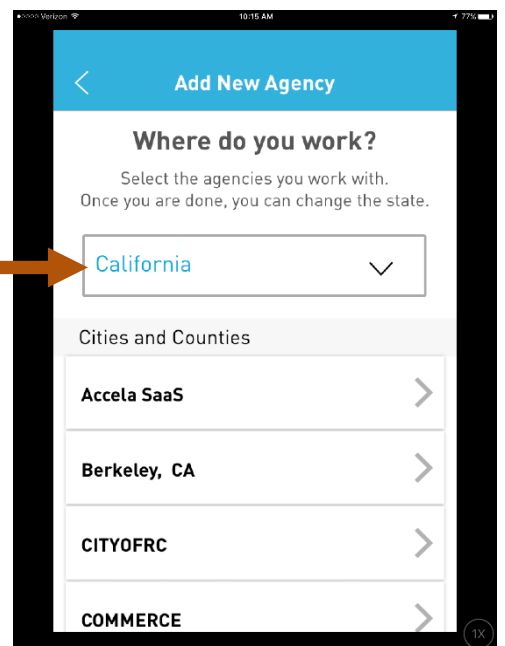 Verizon 10:15 AM 77%
Add New Agency
Where do you work?
Select the agencies you work with.
Once you are done, you can change the state.
California
Cities and Counties
Accela SaaS
Berkeley, CA
CITYOFRC
COMMERCE
1X